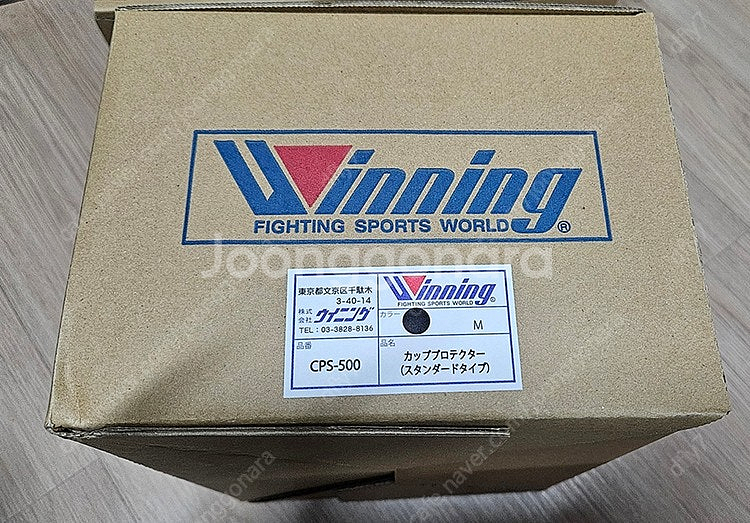 Winning
FIGHTING SPORTS WORLD®
Joonggonara
東京都文京区千駄木
3-40-14
株式会社 ウイニング
TEL:03-3828-8136
Winning
FIGHTING SPORTS WORLD
カラー
M
品番
CPS-500
品名
カッププロテクター
(スタンダードタイプ)